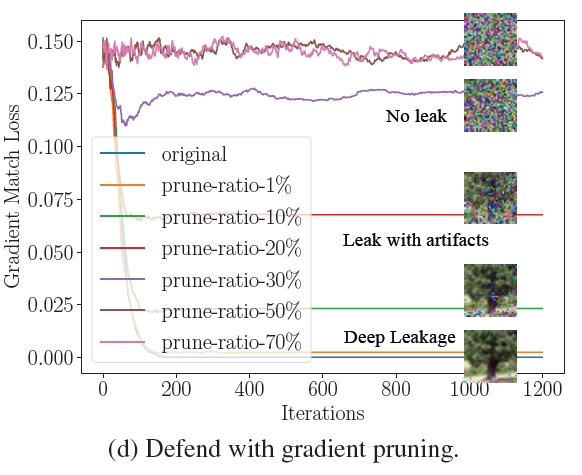 0.150
0.125
0.100
0.075
0.050
0.025
0.000
Gradient Match Loss
No leak
original
prune-ratio-1%
prune-ratio-10%
prune-ratio-20%
prune-ratio-30%
prune-ratio-50%
prune-ratio-70%
Leak with artifacts
Deep Leakage
0 200 400 600 800 1000 1200
Iterations
(d) Defend with gradient pruning.